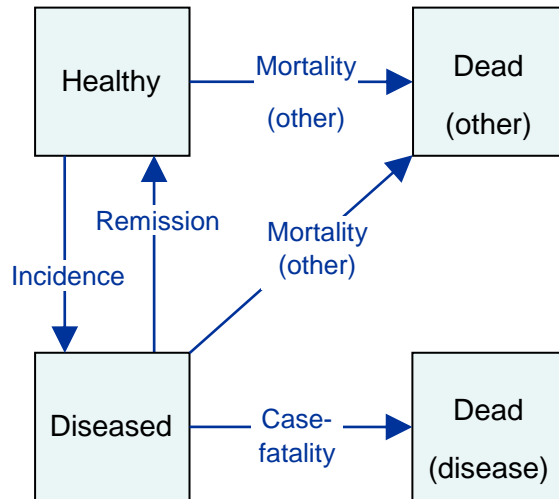 Healthy
Mortality
(other)
Dead
(other)
Remission
Incidence
Mortality
(other)
Diseased
Case-
fatality
Dead
(disease)